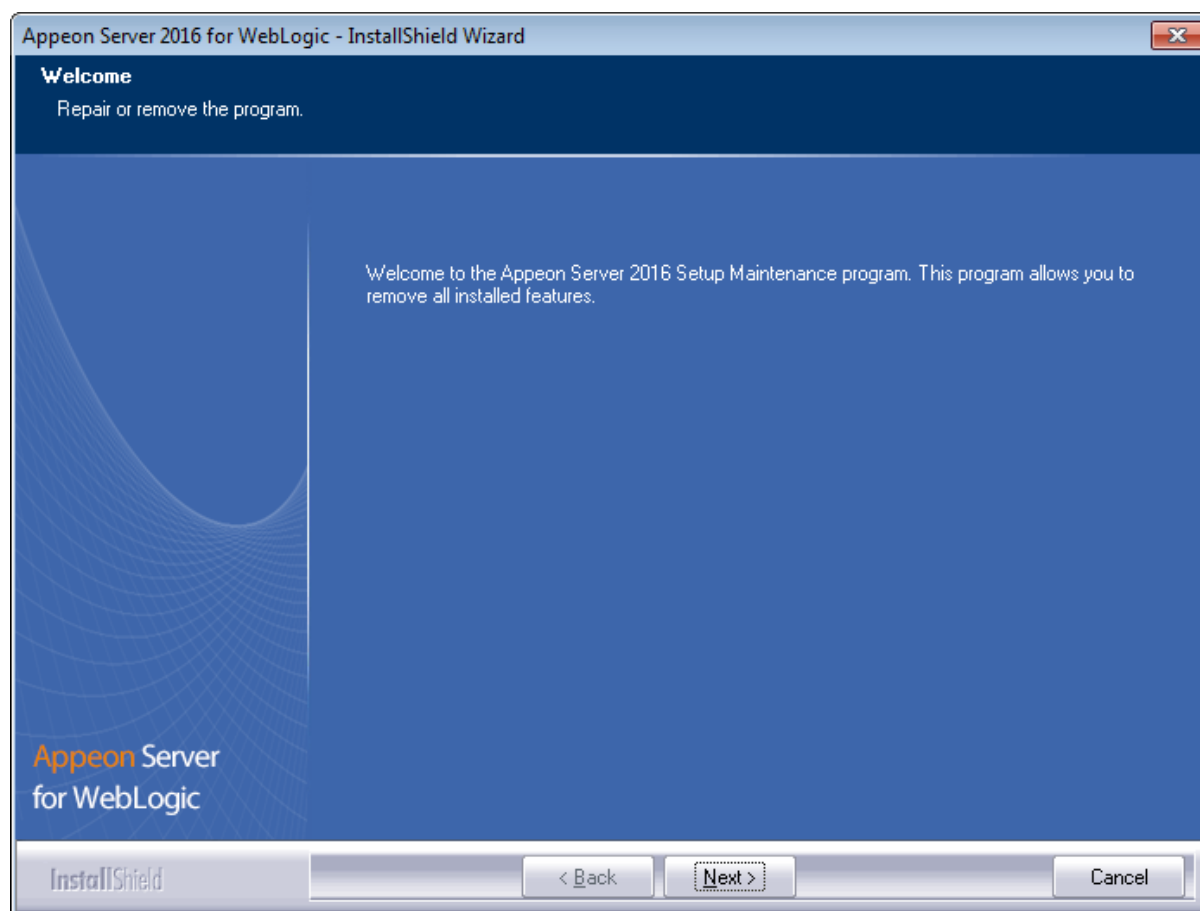 Appeon Server 2016 for WebLogic - InstallShield Wizard
Welcome
Repair or remove the program.
Welcome to the Appeon Server 2016 Setup Maintenance program. This program allows you to
remove all installed features.
Appeon Server
for WebLogic
InstallShield
< Back
Next >
Cancel